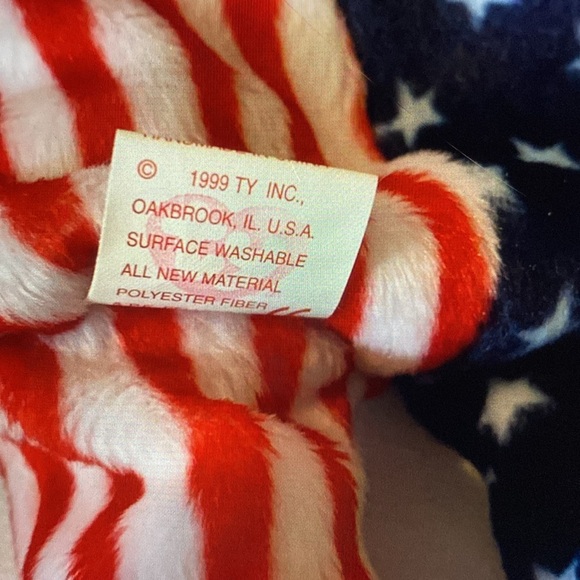 © 1999 TY INC.,
OAKBROOK, IL. U.S.A.
SURFACE WASHABLE
ALL NEW MATERIAL
POLYESTER FIBER